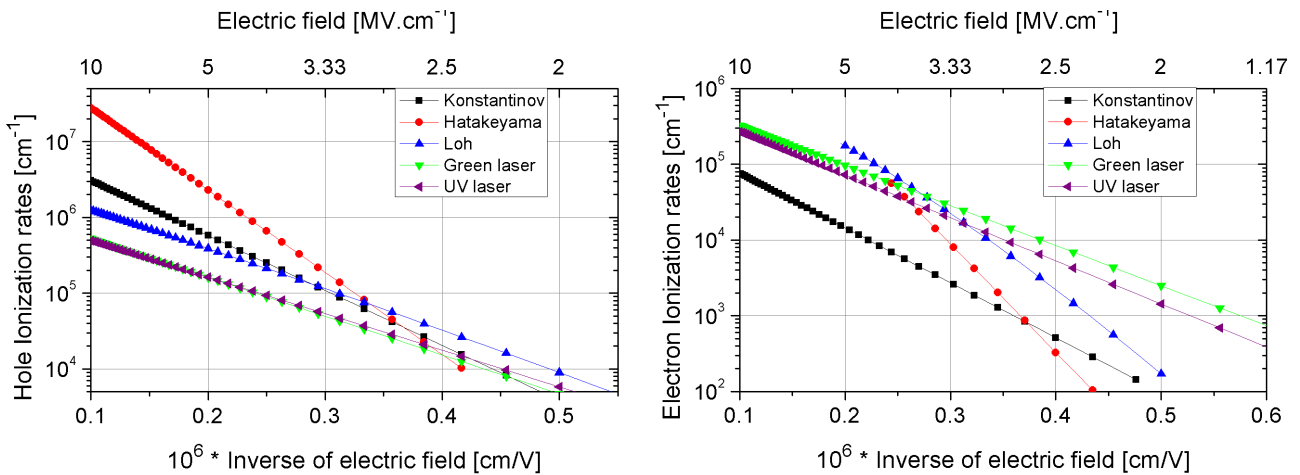 Electric field [MV.cm⁻¹]
10 5 3.33 2.5 2
Konstantinov
Hatakeyama
Loh
Green laser
UV laser
10⁷
10⁶
10⁵
10⁴
Hole Ionization rates [cm⁻¹]
0.1 0.2 0.3 0.4 0.5
10⁶ * Inverse of electric field [cm/V]
Electric field [MV.cm⁻¹]
10 5 3.33 2.5 2 1.17
Konstantinov
Hatakeyama
Loh
Green laser
UV laser
10⁶
10⁵
10⁴
10³
10²
Electron Ionization rates [cm⁻¹]
0.1 0.2 0.3 0.4 0.5 0.6
10⁶ * Inverse of electric field [cm/V]